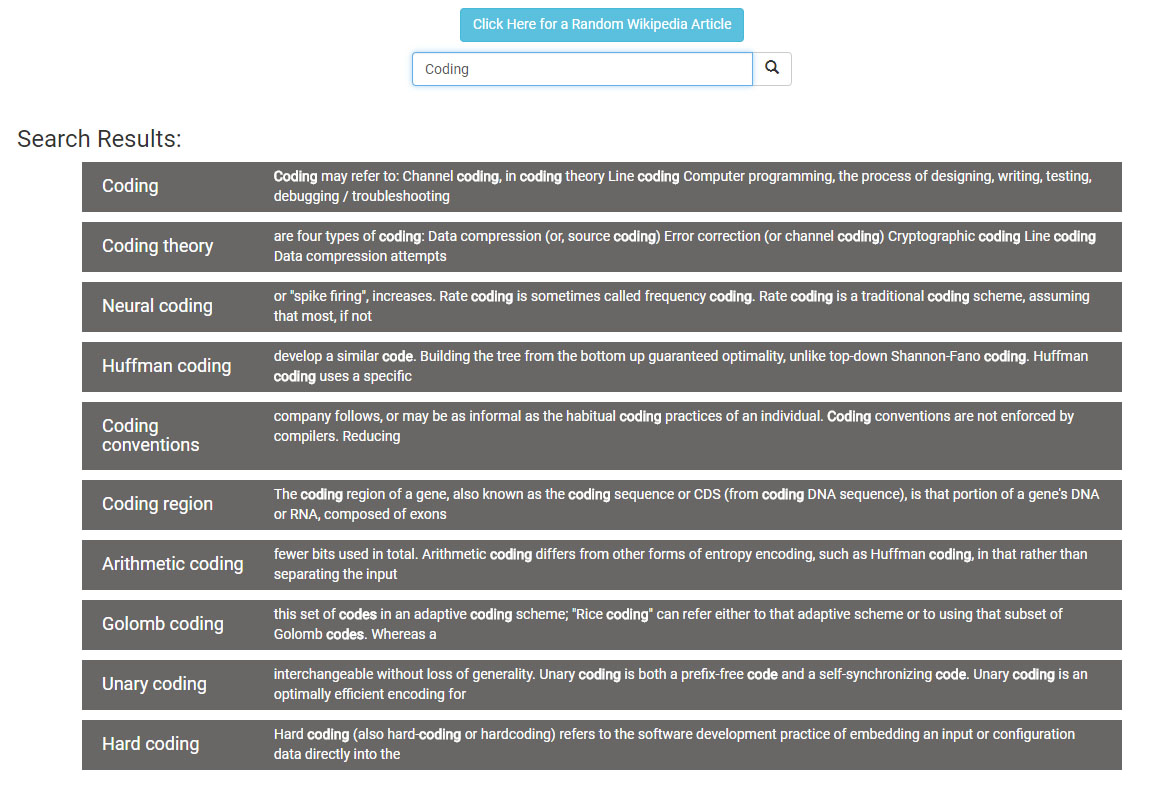 Click Here for a Random Wikipedia Article
Coding
Search Results:
Coding
Coding may refer to: Channel coding, in coding theory Line coding Computer programming, the process of designing, writing, testing,
debugging / troubleshooting
Coding theory
are four types of coding: Data compression (or, source coding) Error correction (or channel coding) Cryptographic coding Line coding
Data compression attempts
Neural coding
or "spike firing", increases. Rate coding is sometimes called frequency coding. Rate coding is a traditional coding scheme, assuming
that most, if not
Huffman coding
develop a similar code. Building the tree from the bottom up guaranteed optimality, unlike top-down Shannon-Fano coding. Huffman
coding uses a specific
Coding
conventions
company follows, or may be as informal as the habitual coding practices of an individual. Coding conventions are not enforced by
compilers. Reducing
Coding region
The coding region of a gene, also known as the coding sequence or CDS (from coding DNA sequence), is that portion of a gene's DNA
or RNA, composed of exons
Arithmetic coding
fewer bits used in total. Arithmetic coding differs from other forms of entropy encoding, such as Huffman coding, in that rather than
separating the input
Golomb coding
this set of codes in an adaptive coding scheme; "Rice coding" can refer either to that adaptive scheme or to using that subset of
Golomb codes. Whereas a
Unary coding
interchangeable without loss of generality. Unary coding is both a prefix-free code and a self-synchronizing code. Unary coding is an
optimally efficient encoding for
Hard coding
Hard coding (also hard-coding or hardcoding) refers to the software development practice of embedding an input or configuration
data directly into the